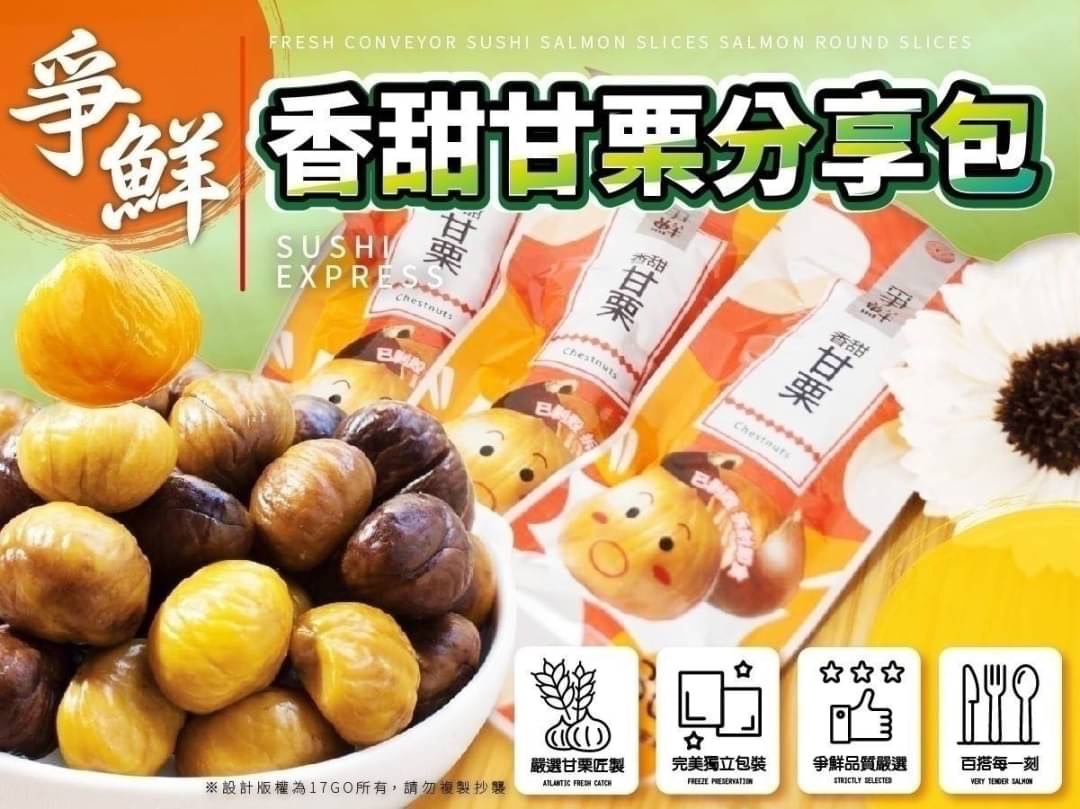 FRESH CONVEYOR SUSHI SALMON SLICES SALMON ROUND SLICES
爭鮮
香甜甘栗分享包
SUSHI
EXPRESS
甘栗
Chestnuts
爭鮮
香甜
甘栗
Chestnuts
爭鮮
香甜
甘栗
Chestnuts
嚴選甘栗匠製
ATLANTIC FRESH CATCH
完美獨立包裝
FREEZE PRESERVATION
爭鮮品質嚴選
STRICTLY SELECTED
百搭每一刻
VERY TENDER SALMON
※設計版權為17GO所有，請勿複製抄襲